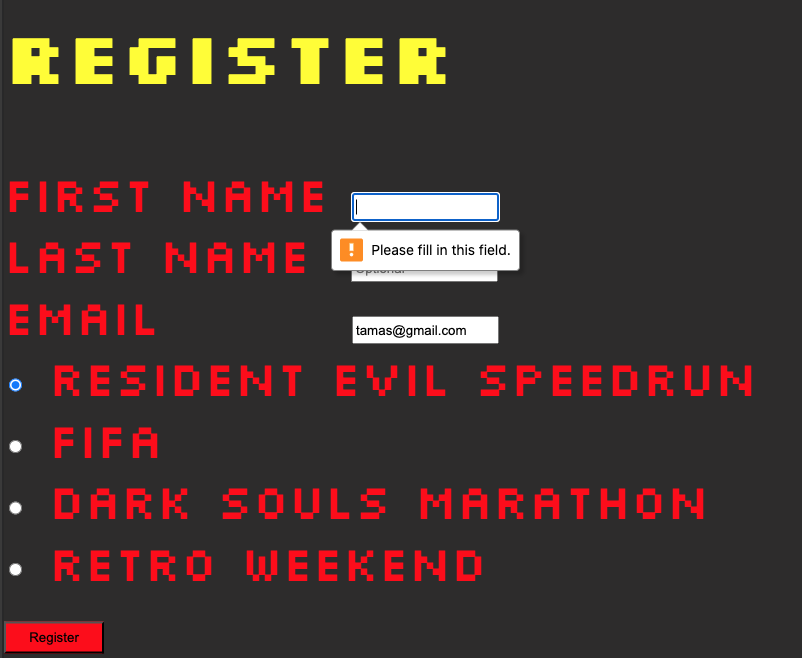 REGISTER
FIRST NAME
! Please fill in this field.
LAST NAME
Optional
EMAIL tamas@gmail.com
RESIDENT EVIL SPEEDRUN
FIFA
DARK SOULS MARATHON
RETRO WEEKEND
Register